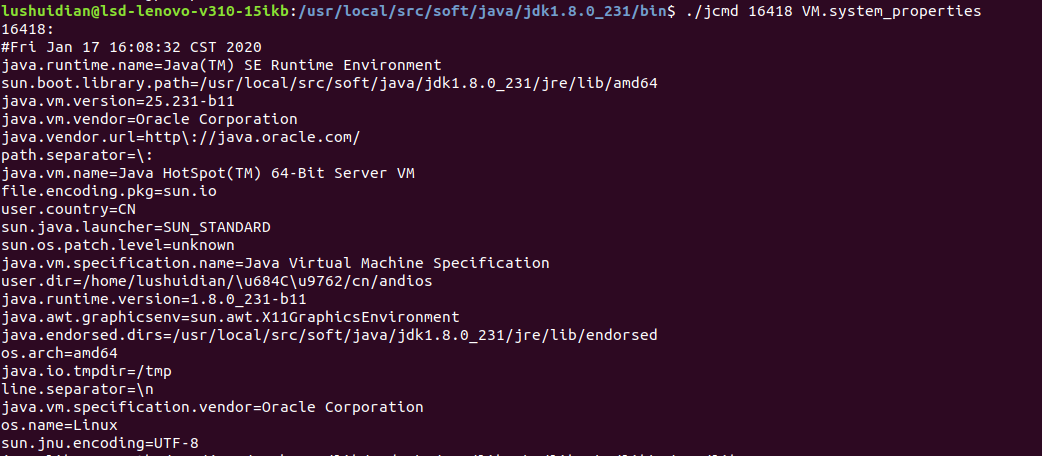 lushuidian@lsd-lenovo-v310-15ikb:/usr/local/src/soft/java/jdk1.8.0_231/bin$ ./jcmd 16418 VM.system_properties
16418:
#Fri Jan 17 16:08:32 CST 2020
java.runtime.name=Java(TM) SE Runtime Environment
sun.boot.library.path=/usr/local/src/soft/java/jdk1.8.0_231/jre/lib/amd64
java.vm.version=25.231-b11
java.vm.vendor=Oracle Corporation
java.vendor.url=http\://java.oracle.com/
path.separator=\:
java.vm.name=Java HotSpot(TM) 64-Bit Server VM
file.encoding.pkg=sun.io
user.country=CN
sun.java.launcher=SUN_STANDARD
sun.os.patch.level=unknown
java.vm.specification.name=Java Virtual Machine Specification
user.dir=/home/lushuidian/\u684C\u9762/cn/andios
java.runtime.version=1.8.0_231-b11
java.awt.graphicsenv=sun.awt.X11GraphicsEnvironment
java.endorsed.dirs=/usr/local/src/soft/java/jdk1.8.0_231/jre/lib/endorsed
os.arch=amd64
java.io.tmpdir=/tmp
line.separator=\n
java.vm.specification.vendor=Oracle Corporation
os.name=Linux
sun.jnu.encoding=UTF-8